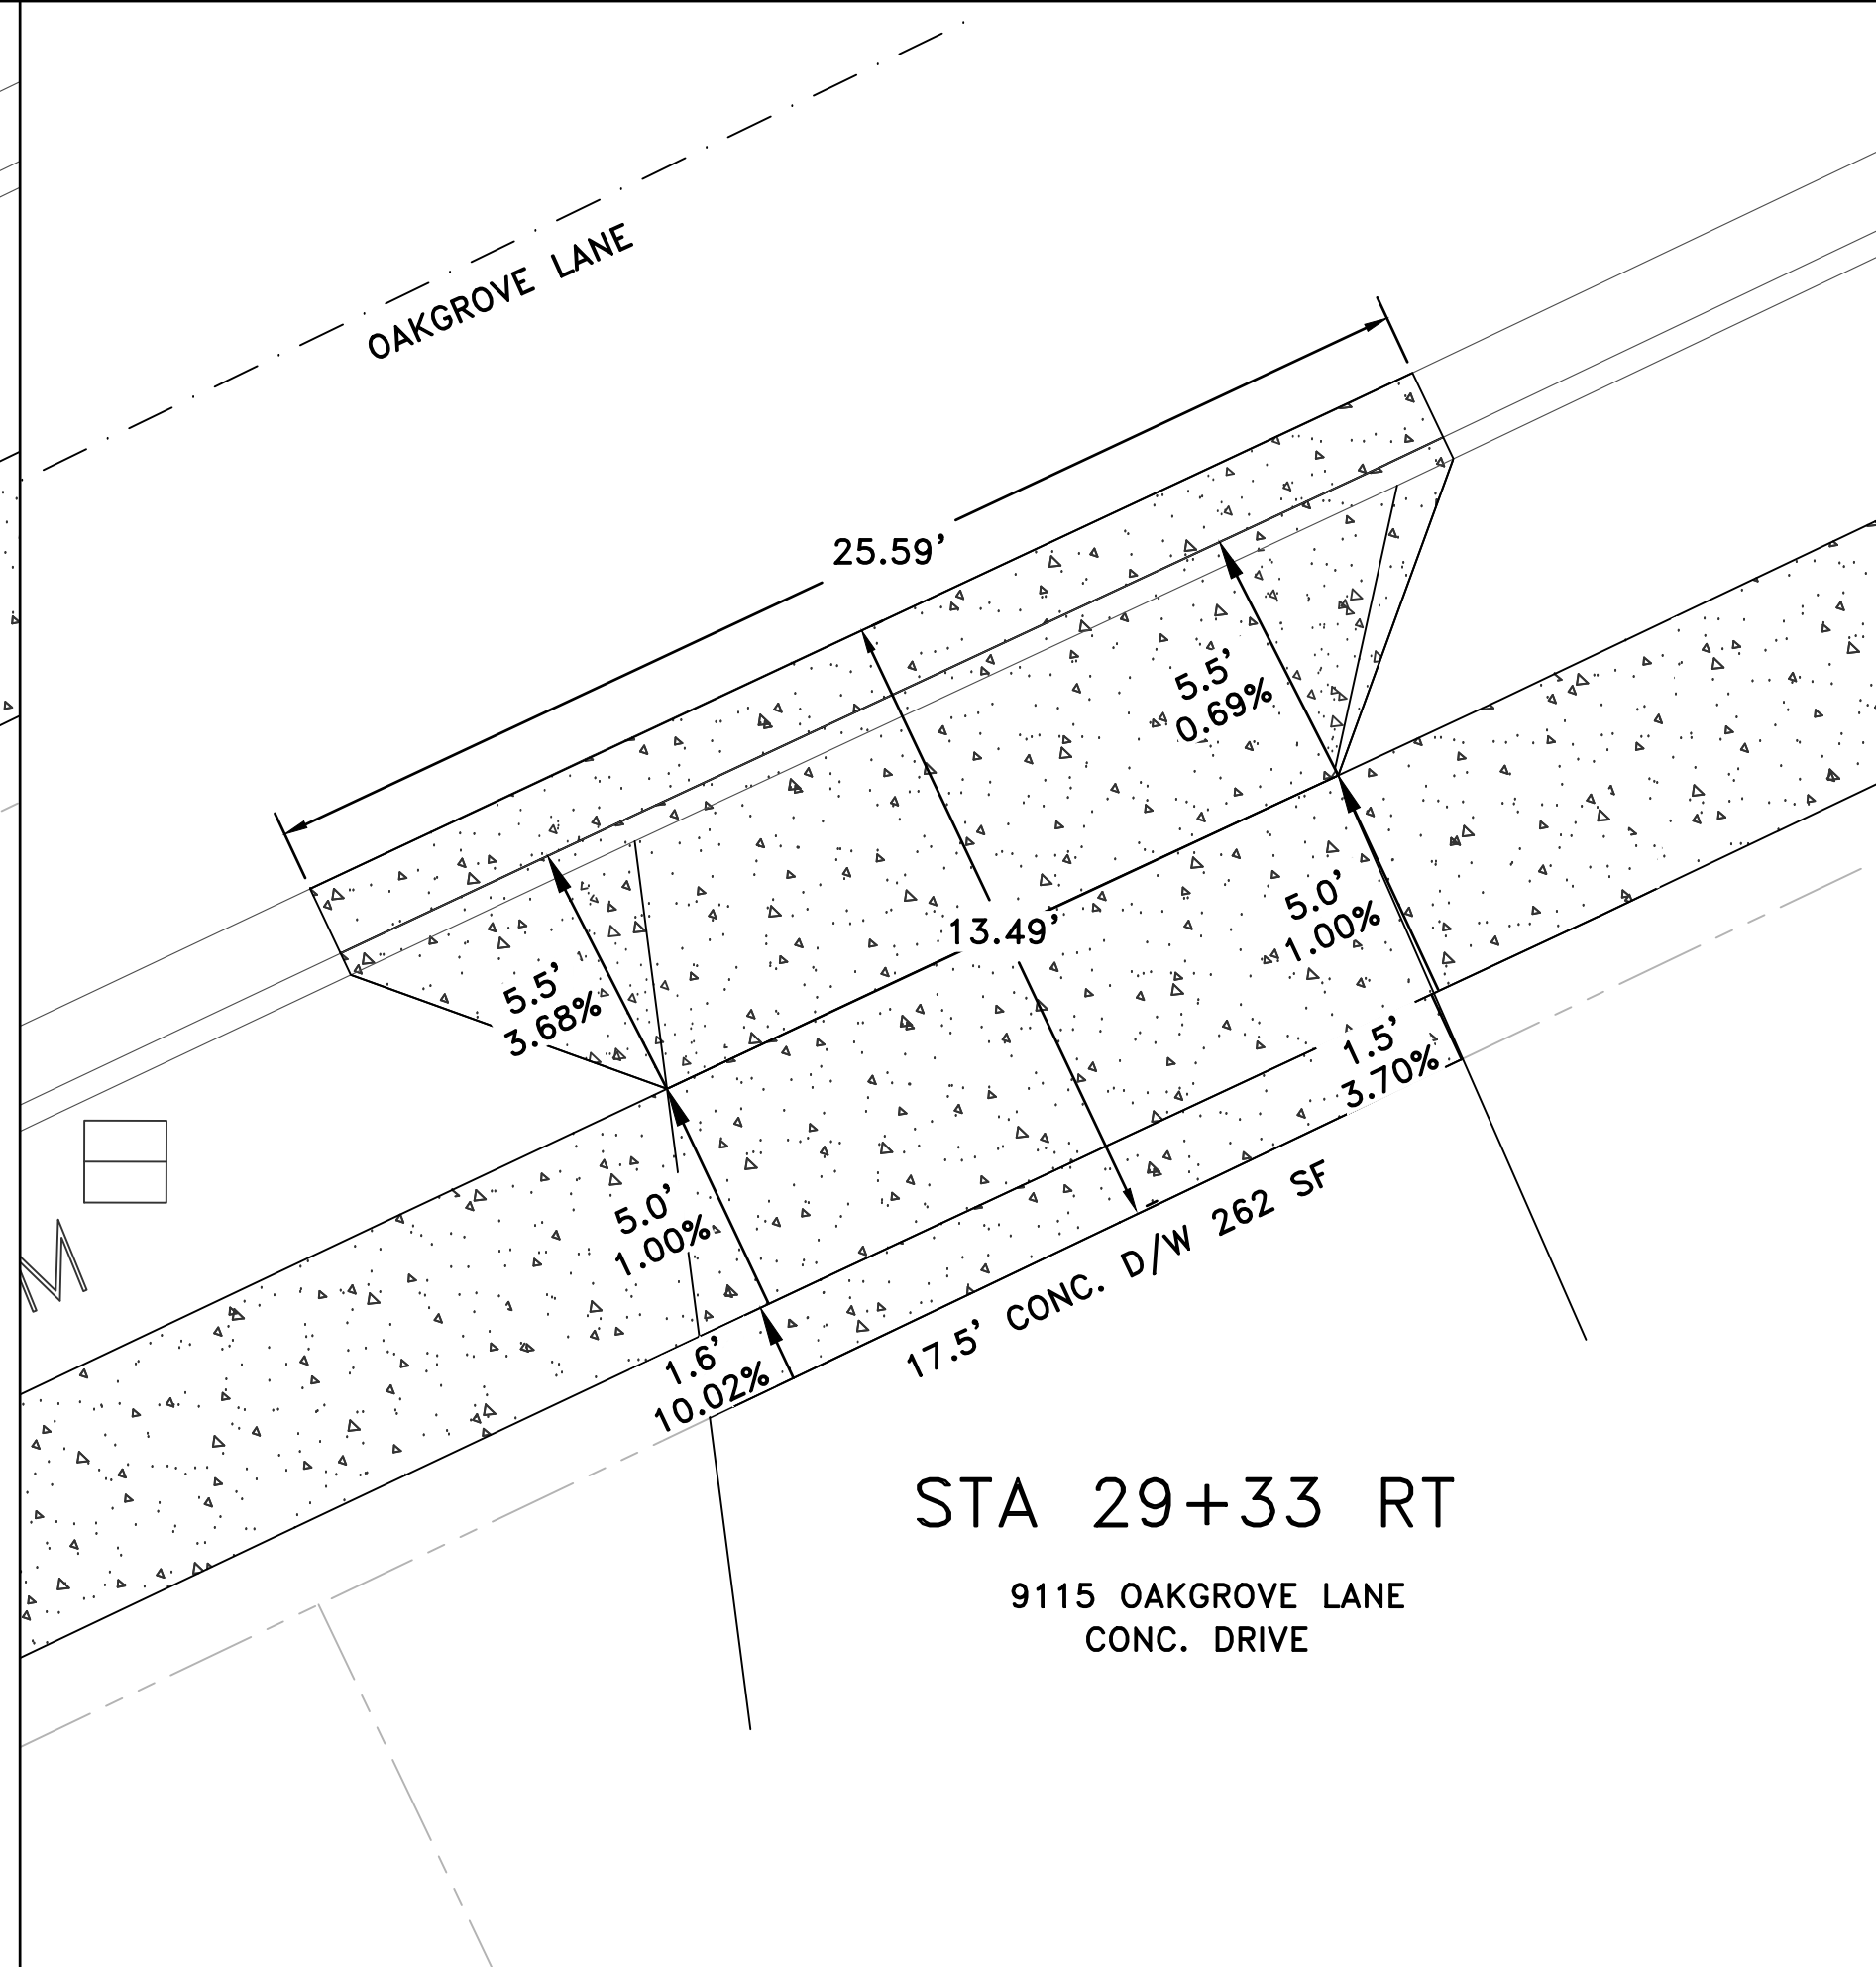 OAKGROVE LANE
25.59'
5.5'
0.69%
5.0'
1.00%
13.49'
5.5'
3.68%
1.5'
3.70%
5.0'
1.00%
17.5' CONC. D/W 262 SF
1.6'
10.02%
M
STA 29+33 RT
9115 OAKGROVE LANE
CONC. DRIVE